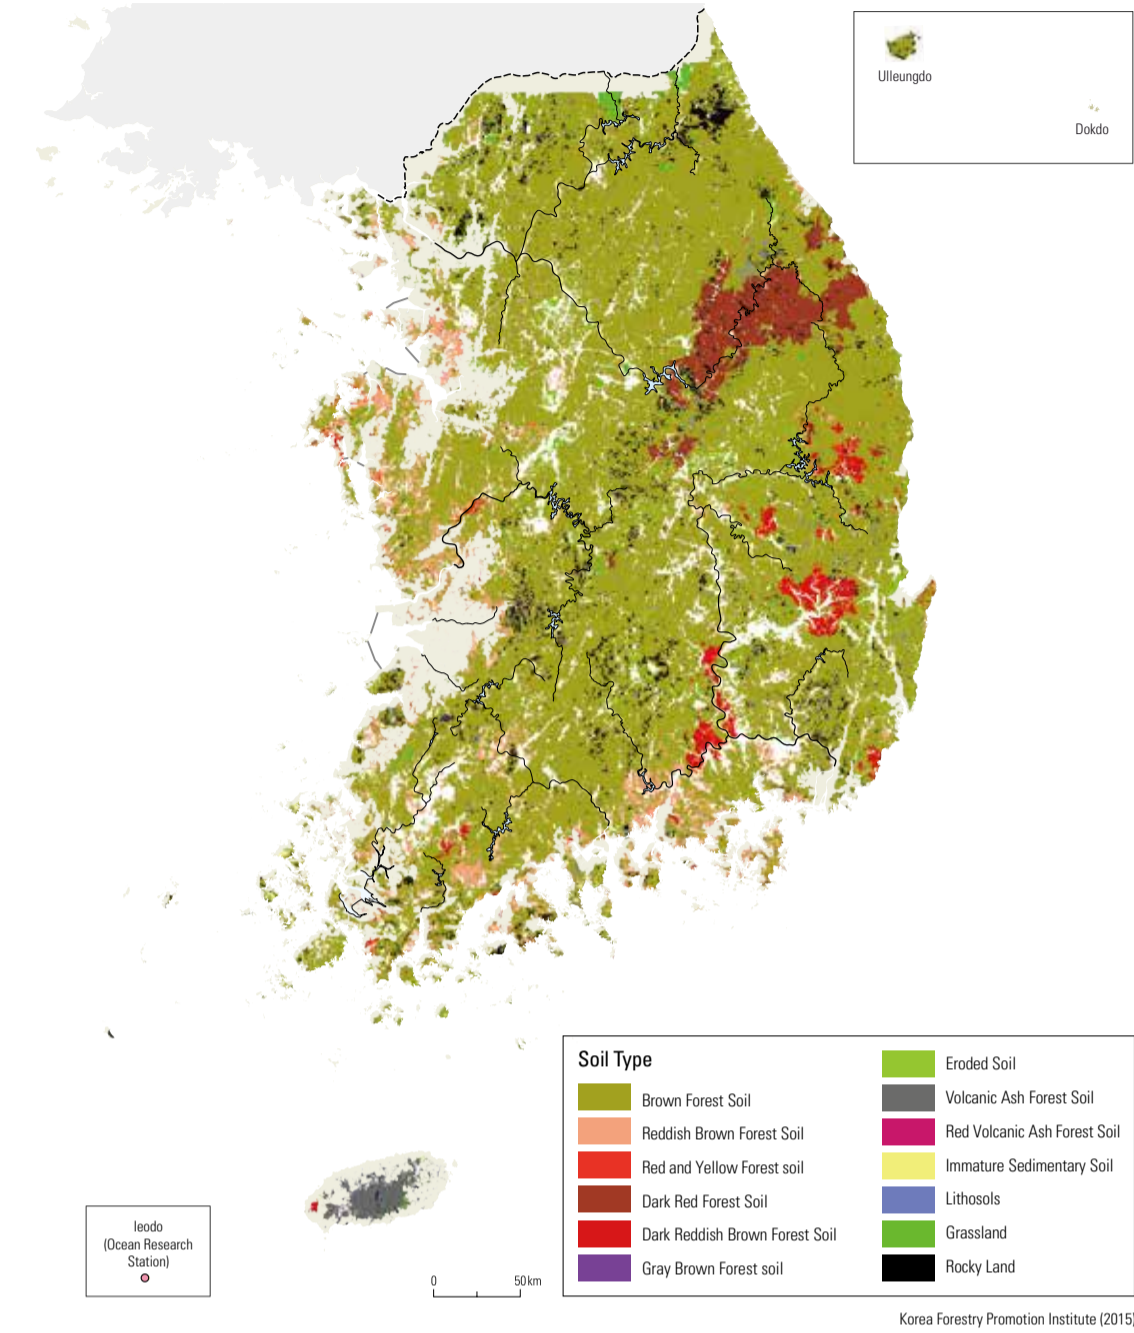 Ulleungdo
Dokdo
Soil Type
Brown Forest Soil
Reddish Brown Forest Soil
Red and Yellow Forest soil
Dark Red Forest Soil
Dark Reddish Brown Forest Soil
Gray Brown Forest soil
Eroded Soil
Volcanic Ash Forest Soil
Red Volcanic Ash Forest Soil
Immature Sedimentary Soil
Lithosols
Grassland
Rocky Land
Ieodo
(Ocean Research
Station)
0 50 km
Korea Forestry Promotion Institute (2015)